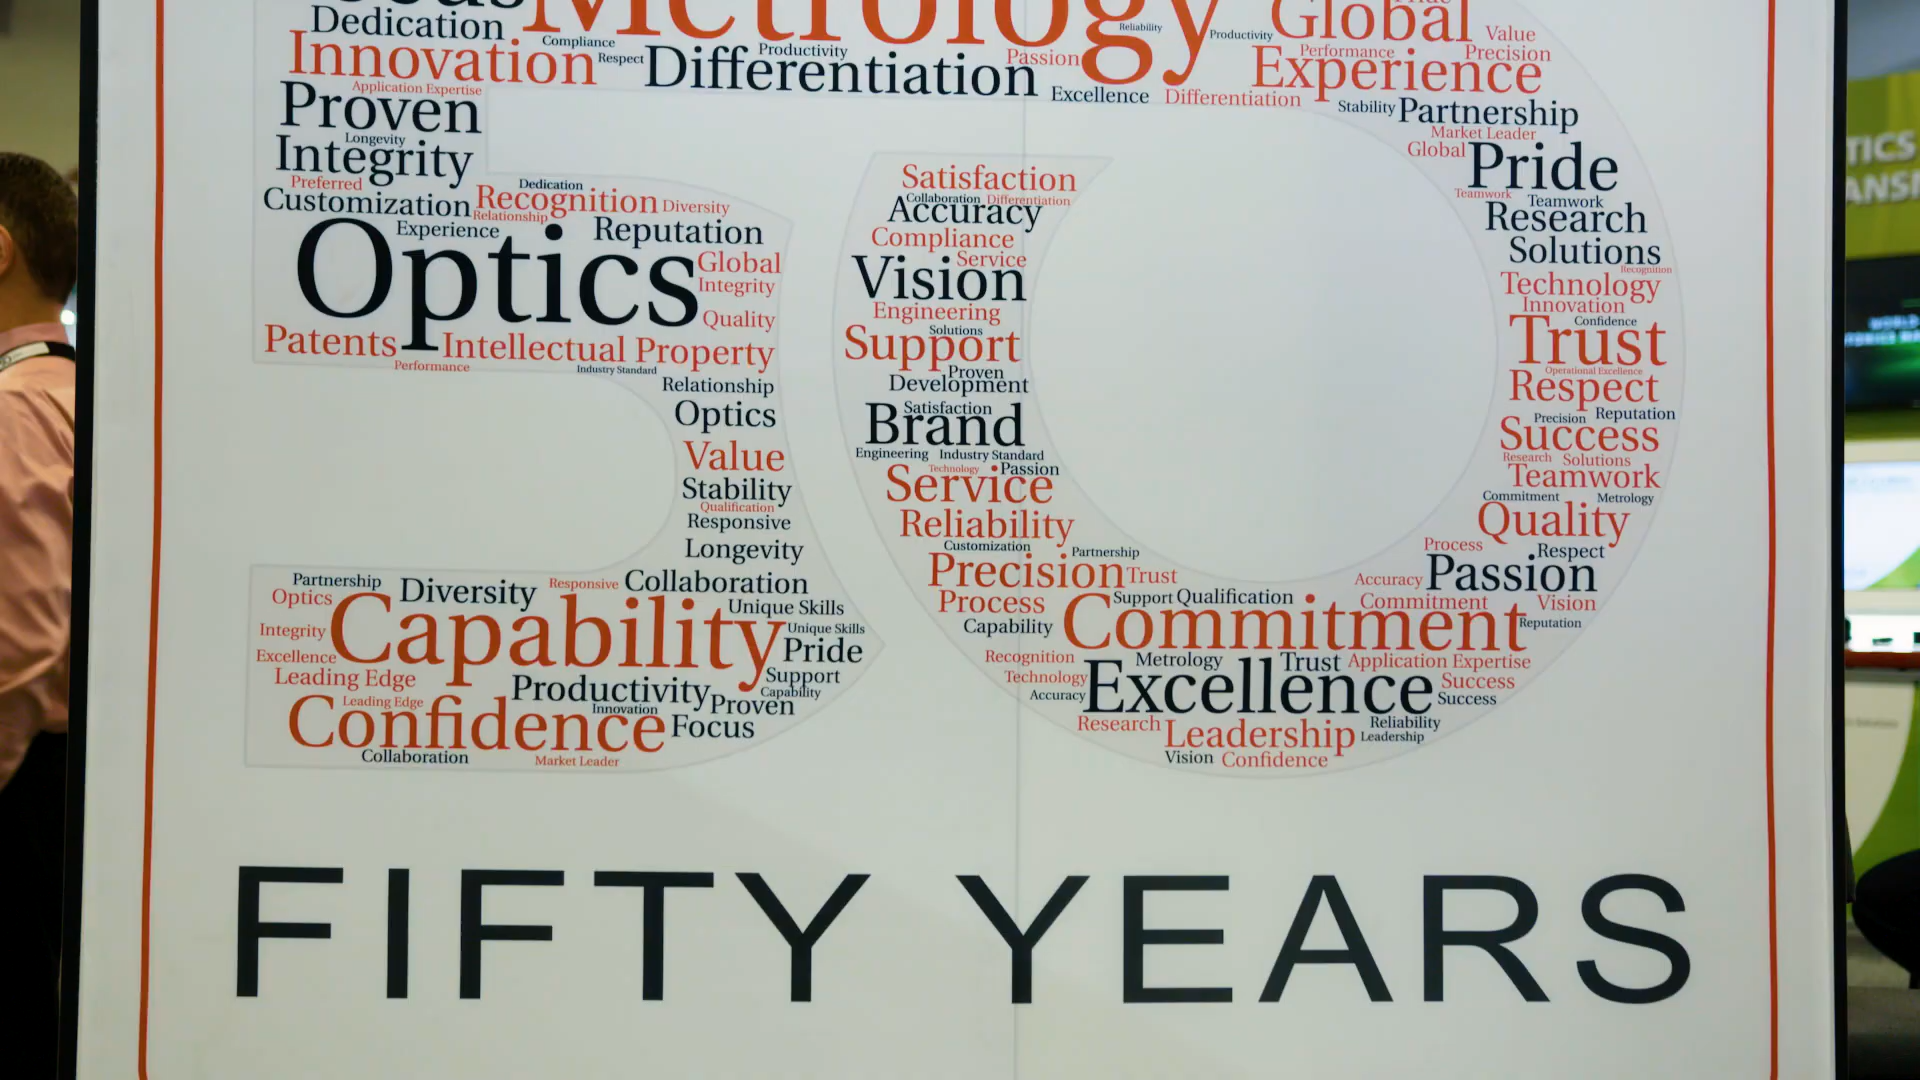 Dedication Metrology Reliability Productivity Global Value
Innovation Compliance Respect Differentiation Productivity Passion Experience Performance Precision
Application Expertise Excellence Differentiation Stability Partnership
Proven
Longevity
Integrity
Preferred Dedication
Customization Recognition Diversity
Relationship
Experience Reputation
Optics Global
Integrity
Quality
Patents Intellectual Property
Performance Industry Standard
Relationship
Optics
Value
Stability
Qualification
Responsive
Longevity
Partnership Diversity Responsive Collaboration
Optics Capability Unique Skills
Integrity Unique Skills
Excellence Pride
Leading Edge Productivity Support
Leading Edge Innovation Proven Capability
Confidence Focus
Collaboration Market Leader
Satisfaction
Collaboration Differentiation
Accuracy
Compliance
Service
Vision
Engineering
Solutions
Support
Proven
Development
Satisfaction
Brand
Engineering Industry Standard
Technology Passion
Service
Reliability
Customization Partnership
Precision Trust
Process Support Qualification
Capability Commitment
Recognition Metrology Trust Application Expertise
Technology Excellence Success
Accuracy Success
Research Leadership Reliability
Leadership
Vision Confidence
Market Leader
Global Pride
Teamwork Teamwork
Research
Solutions
Recognition
Technology
Innovation
Confidence
Trust
Operational Excellence
Respect
Precision Reputation
Success
Research Solutions
Teamwork
Commitment Metrology
Quality
Process Respect
Accuracy Passion
Commitment Vision
Reputation
FIFTY YEARS
TICS